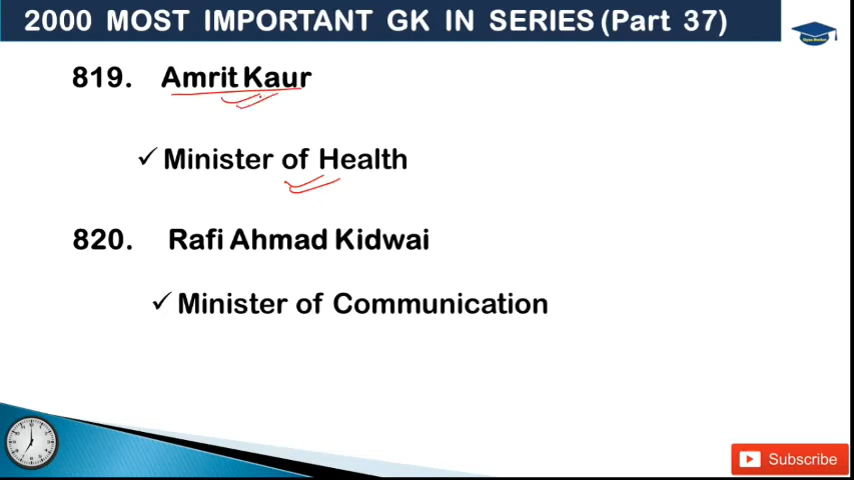 2000 MOST IMPORTANT GK IN SERIES (Part 37)
819. Amrit Kaur
✓ Minister of Health
820. Rafi Ahmad Kidwai
✓ Minister of Communication
Subscribe